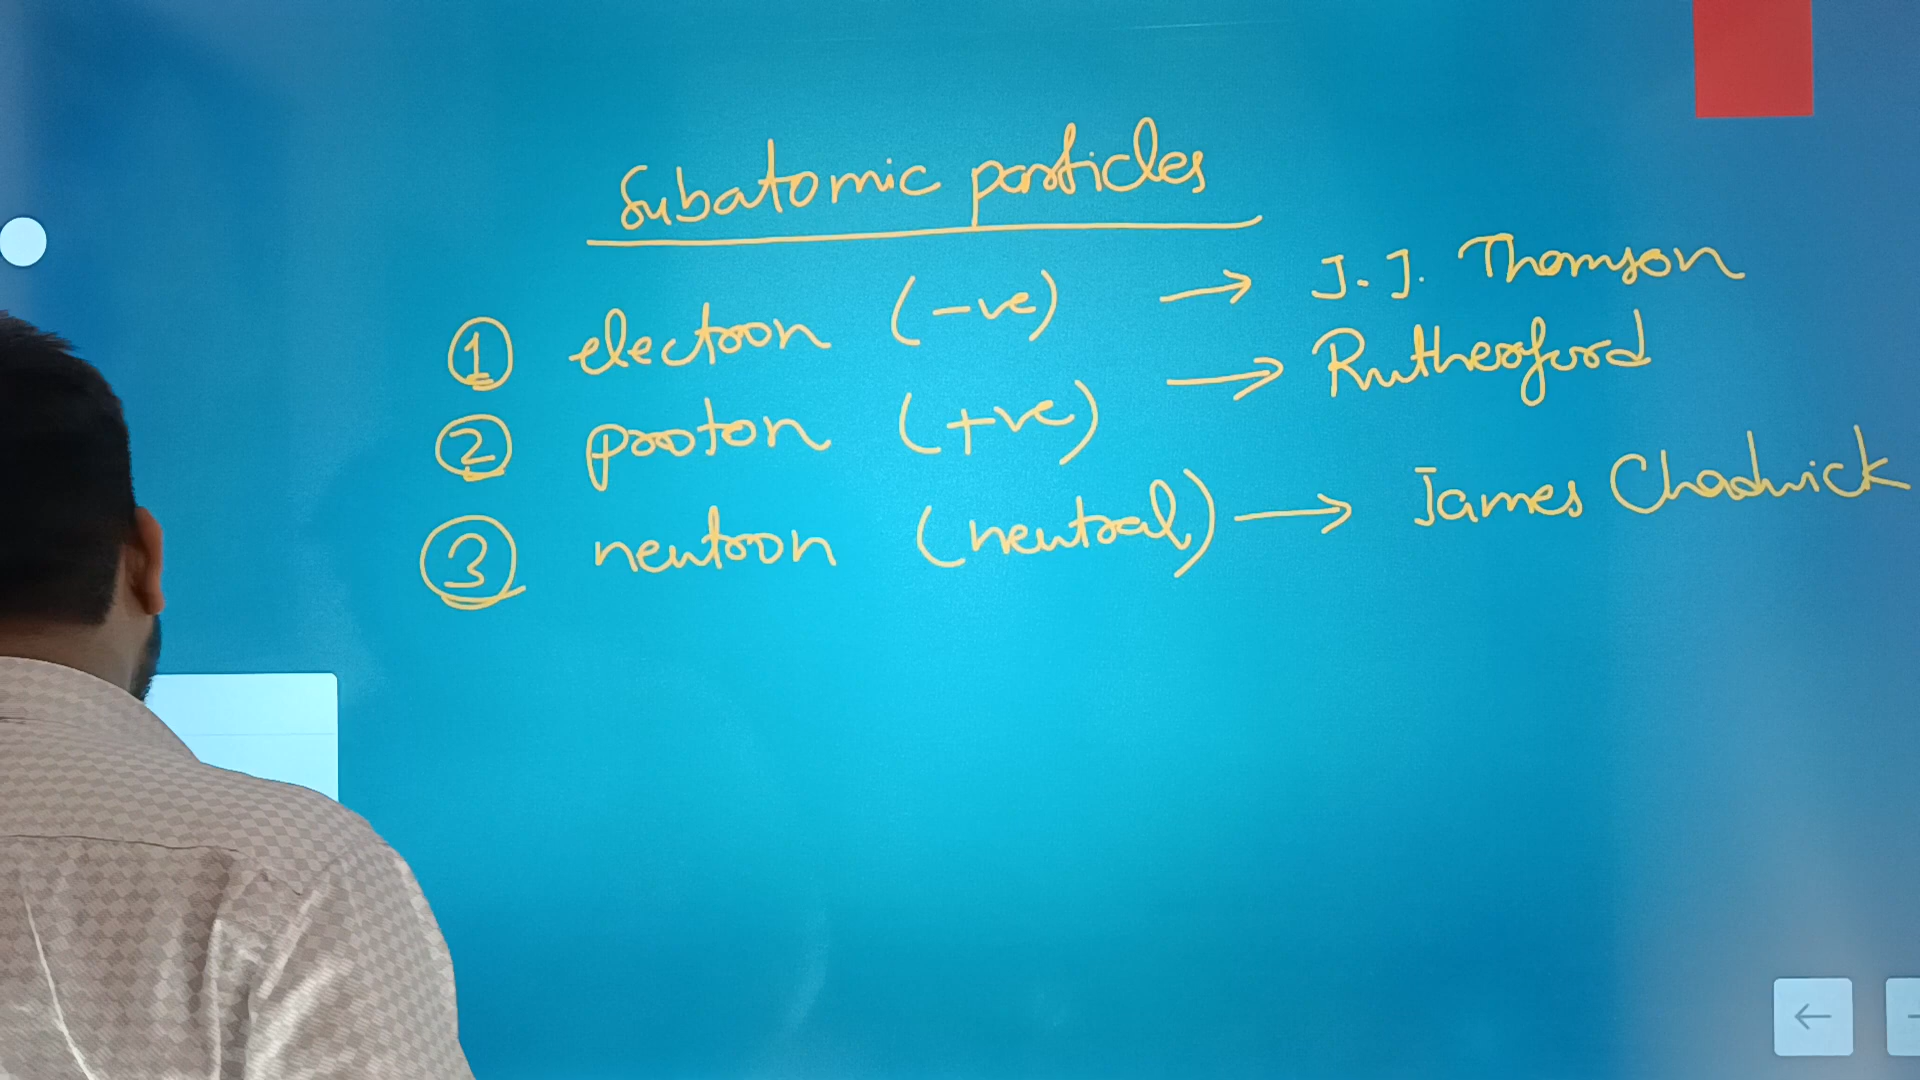 Subatomic particles
① electron (-ve) → J.J. Thomson
② proton (+ve) → Rutherford
③ neutron (neutral) → James Chadwick